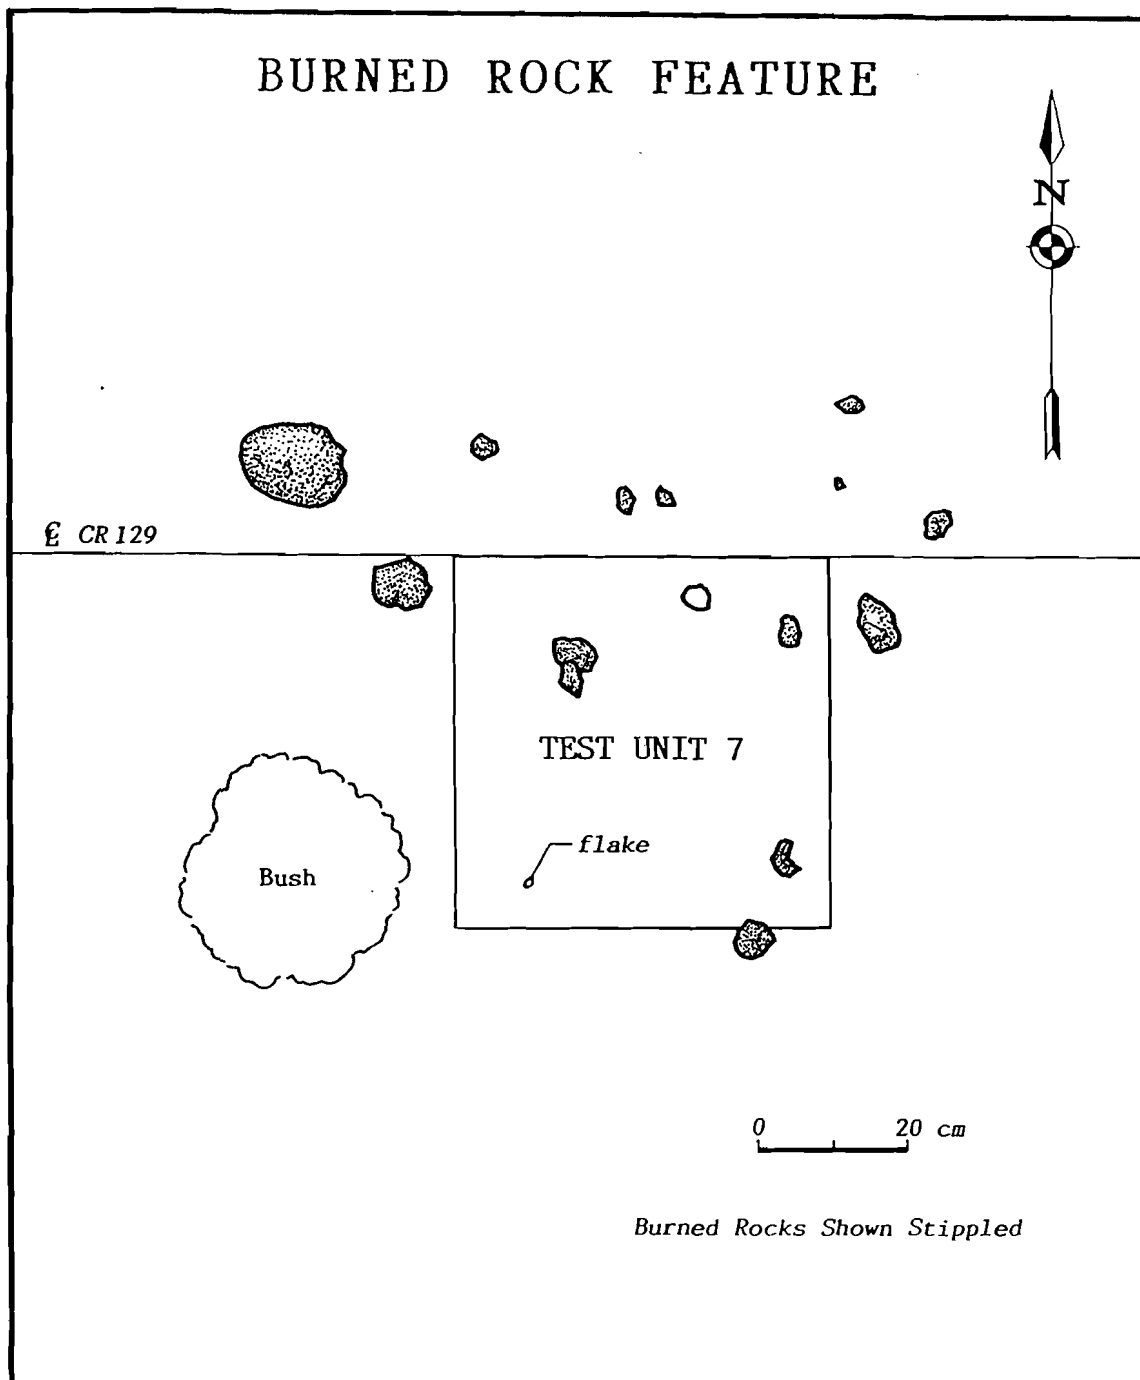 BURNED ROCK FEATURE
N
℄ CR 129
TEST UNIT 7
flake
Bush
0 20 cm
Burned Rocks Shown Stippled